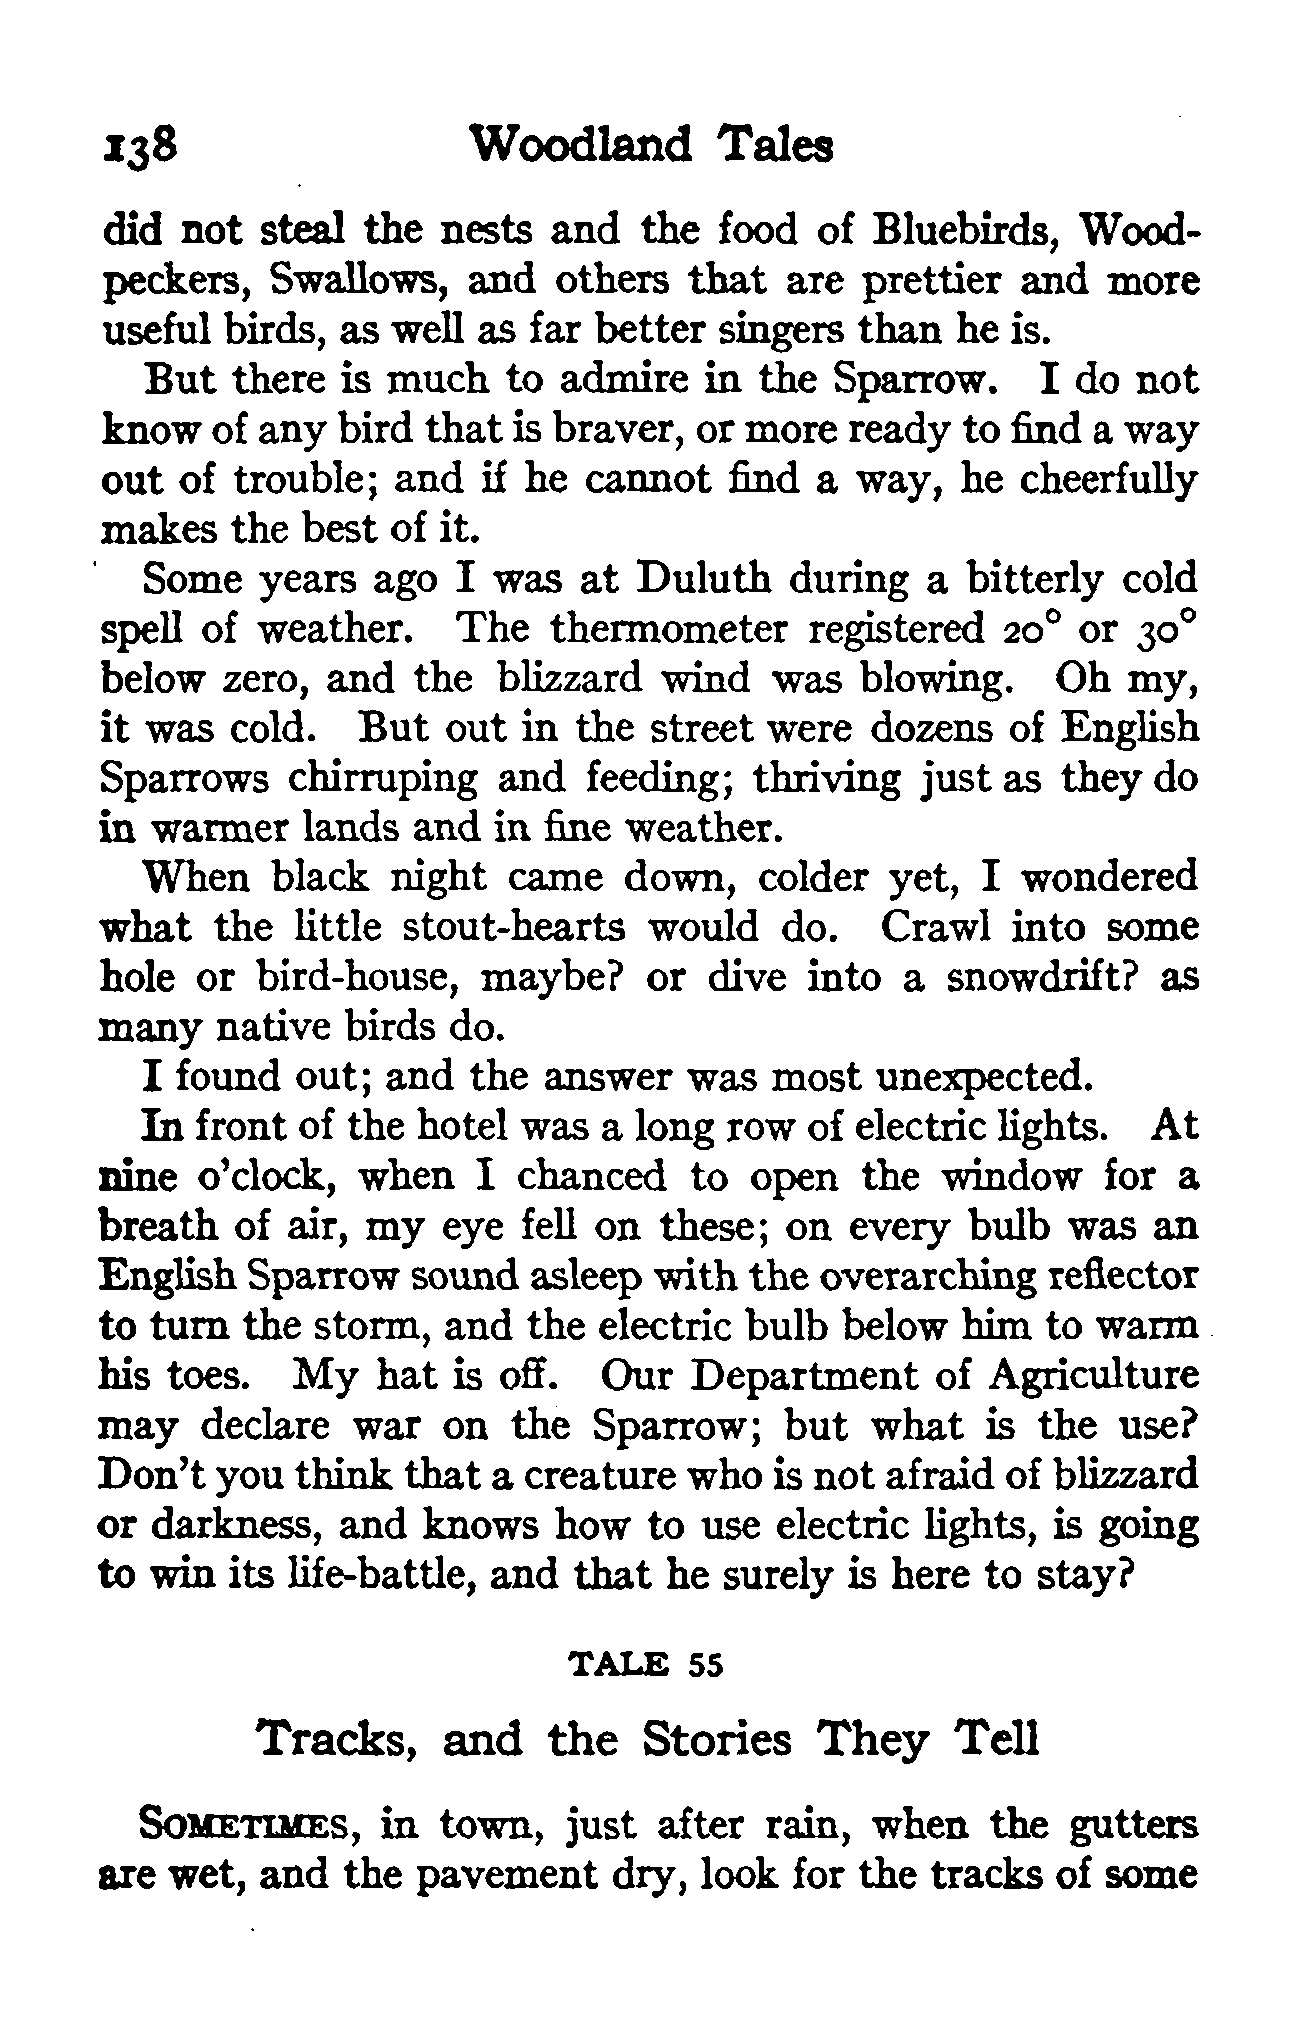 138 Woodland Tales
did not steal the nests and the food of Bluebirds, Wood-
peckers, Swallows, and others that are prettier and more
useful birds, as well as far better singers than he is.
But there is much to admire in the Sparrow. I do not
know of any bird that is braver, or more ready to find a way
out of trouble; and if he cannot find a way, he cheerfully
makes the best of it.
Some years ago I was at Duluth during a bitterly cold
spell of weather. The thermometer registered 20° or 30°
below zero, and the blizzard wind was blowing. Oh my,
it was cold. But out in the street were dozens of English
Sparrows chirruping and feeding; thriving just as they do
in warmer lands and in fine weather.
When black night came down, colder yet, I wondered
what the little stout-hearts would do. Crawl into some
hole or bird-house, maybe? or dive into a snowdrift? as
many native birds do.
I found out; and the answer was most unexpected.
In front of the hotel was a long row of electric lights. At
nine o'clock, when I chanced to open the window for a
breath of air, my eye fell on these; on every bulb was an
English Sparrow sound asleep with the overarching reflector
to turn the storm, and the electric bulb below him to warm
his toes. My hat is off. Our Department of Agriculture
may declare war on the Sparrow; but what is the use?
Don't you think that a creature who is not afraid of blizzard
or darkness, and knows how to use electric lights, is going
to win its life-battle, and that he surely is here to stay?
TALE 55
Tracks, and the Stories They Tell
SOMETIMES, in town, just after rain, when the gutters
are wet, and the pavement dry, look for the tracks of some